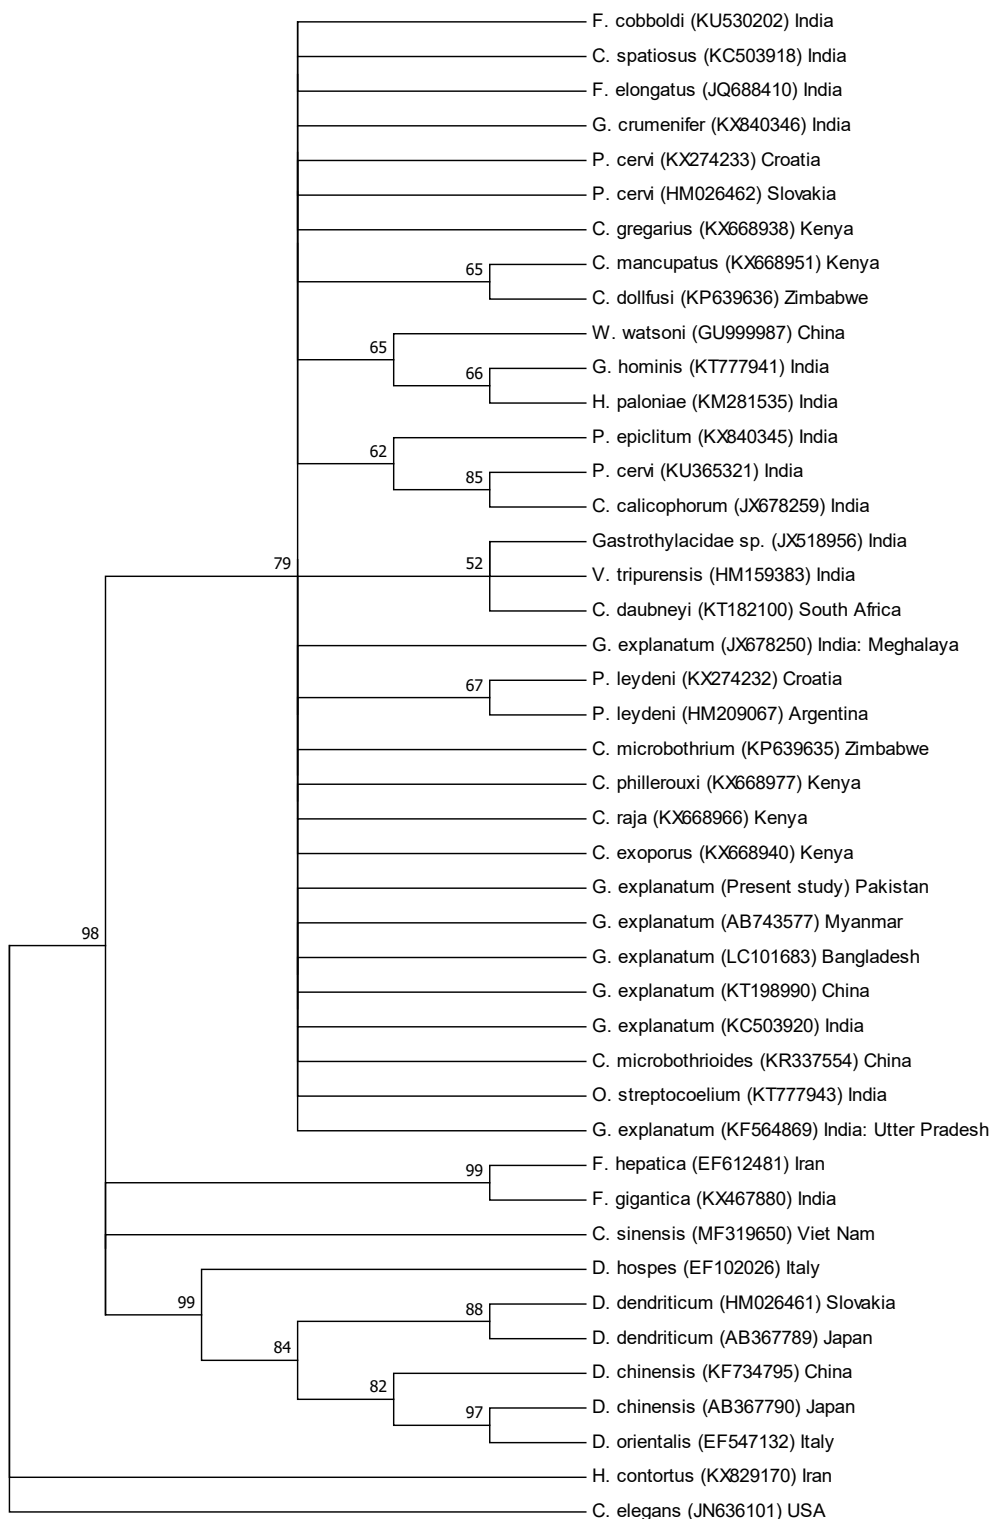 F. cobboldi (KU530202) India
C. spatiosus (KC503918) India
F. elongatus (JQ688410) India
G. crumenifer (KX840346) India
P. cervi (KX274233) Croatia
P. cervi (HM026462) Slovakia
C. gregarius (KX668938) Kenya
65
C. mancupatus (KX668951) Kenya
C. dollfusi (KP639636) Zimbabwe
W. watsoni (GU999987) China
65
G. hominis (KT777941) India
66
H. paloniae (KM281535) India
P. epiclitum (KX840345) India
62
P. cervi (KU365321) India
85
C. calicophorum (JX678259) India
Gastrothylacidae sp. (JX518956) India
79
52
V. tripurensis (HM159383) India
C. daubneyi (KT182100) South Africa
G. explanatum (JX678250) India: Meghalaya
P. leydeni (KX274232) Croatia
67
P. leydeni (HM209067) Argentina
C. microbothrium (KP639635) Zimbabwe
C. phillerouxi (KX668977) Kenya
C. raja (KX668966) Kenya
C. exoporus (KX668940) Kenya
G. explanatum (Present study) Pakistan
G. explanatum (AB743577) Myanmar
98
G. explanatum (LC101683) Bangladesh
G. explanatum (KT198990) China
G. explanatum (KC503920) India
C. microbothrioides (KR337554) China
O. streptocoelium (KT777943) India
G. explanatum (KF564869) India: Utter Pradesh
F. hepatica (EF612481) Iran
99
F. gigantica (KX467880) India
C. sinensis (MF319650) Viet Nam
D. hospes (EF102026) Italy
99
D. dendriticum (HM026461) Slovakia
88
D. dendriticum (AB367789) Japan
84
D. chinensis (KF734795) China
82
D. chinensis (AB367790) Japan
97
D. orientalis (EF547132) Italy
H. contortus (KX829170) Iran
C. elegans (JN636101) USA